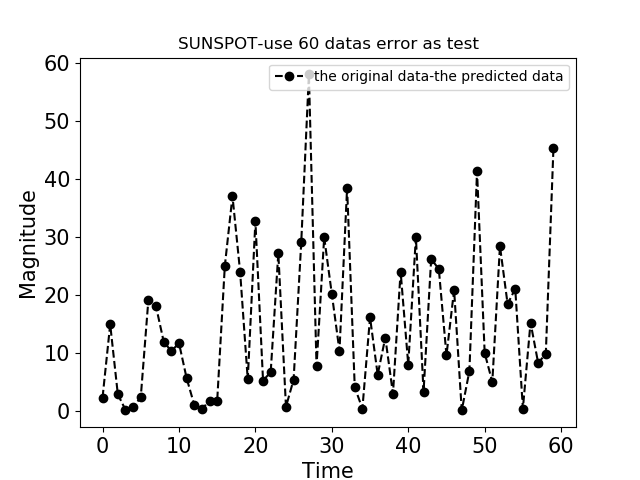 SUNSPOT-use 60 datas error as test
the original data-the predicted data
60
50
40
30
20
10
0
Magnitude
0 10 20 30 40 50 60
Time